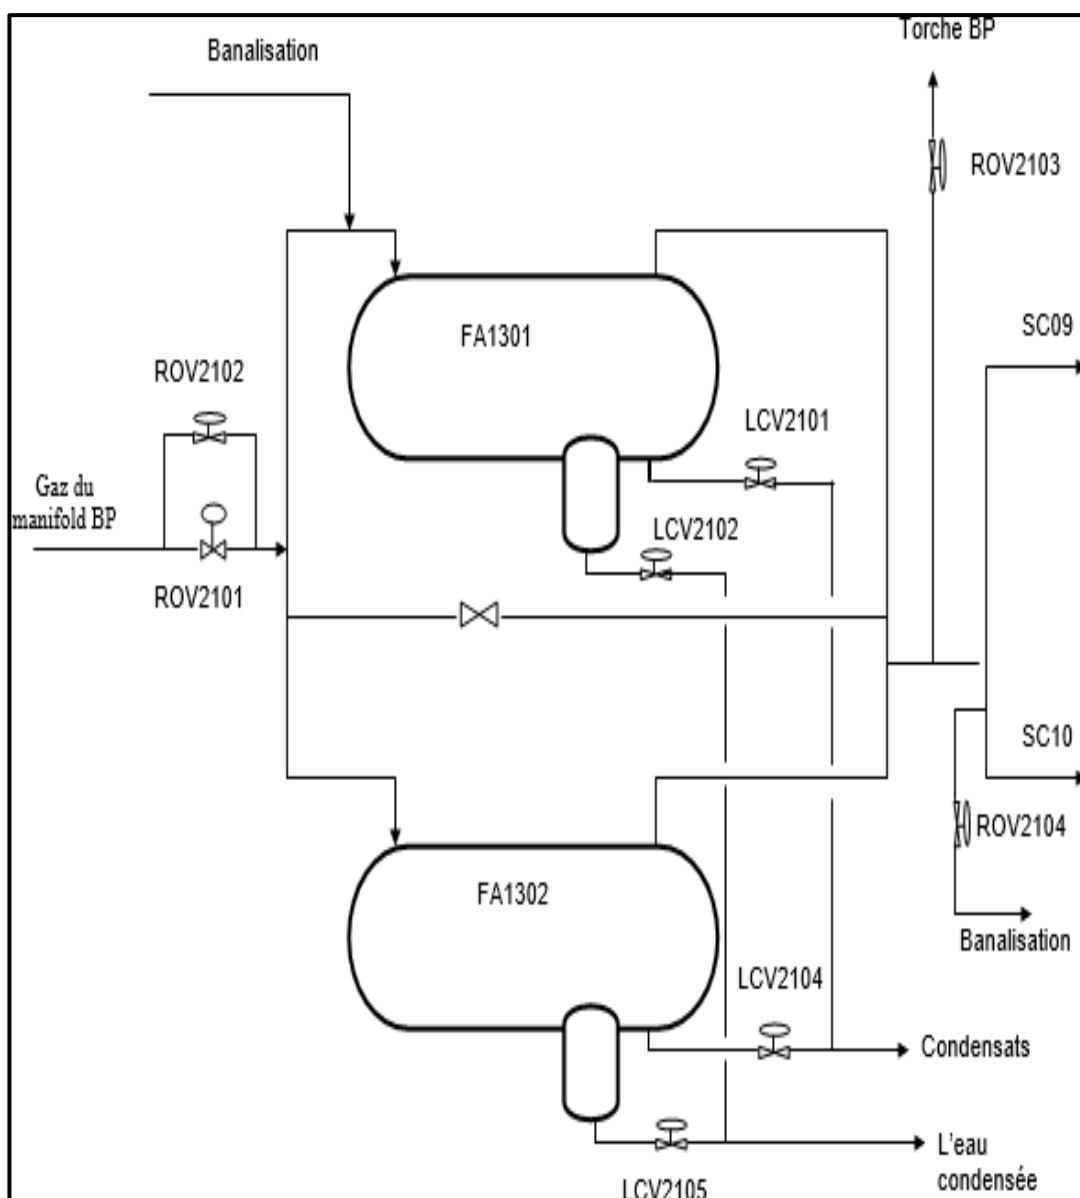 Torche BP
Banalisation
ROV2103
FA1301
SC09
ROV2102
LCV2101
Gaz du
manifold BP
LCV2102
ROV2101
SC10
ROV2104
FA1302
Banalisation
LCV2104
Condensats
L'eau
condensée
LCV2105